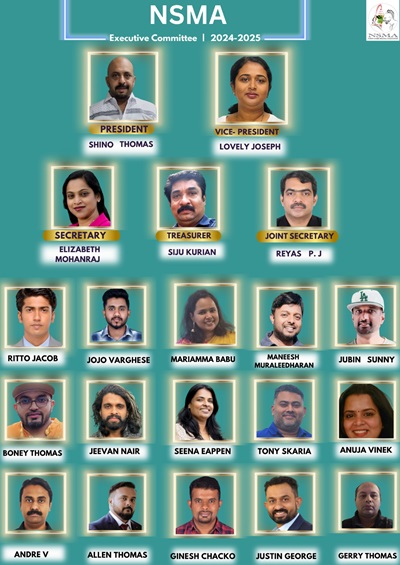 NSMA
Executive Committee | 2024-2025
NSMA
PRESIDENT
SHINO THOMAS
VICE- PRESIDENT
LOVELY JOSEPH
SECRETARY
ELIZABETH
MOHANRAJ
TREASURER
SIJU KURIAN
JOINT SECRETARY
REYAS P. J
RITTO JACOB
JOJO VARGHESE
MARIAMMA BABU
MANEESH
MURALEEDHARAN
JUBIN SUNNY
BONEY THOMAS
JEEVAN NAIR
SEENA EAPPEN
TONY SKARIA
ANUJA VINEK
ANDRE V
ALLEN THOMAS
GINESH CHACKO
JUSTIN GEORGE
GERRY THOMAS